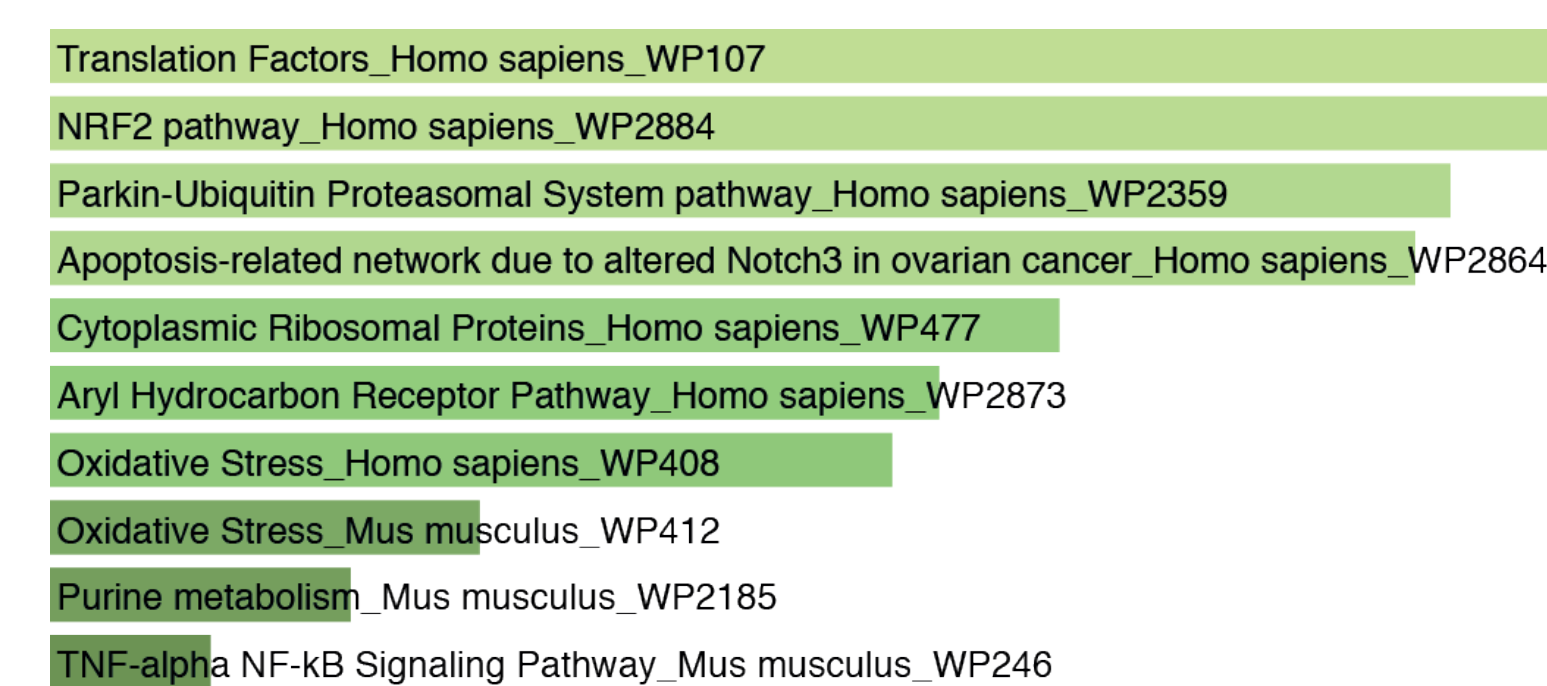 Translation Factors_Homo sapiens_WP107
NRF2 pathway_Homo sapiens_WP2884
Parkin-Ubiquitin Proteasomal System pathway_Homo sapiens_WP2359
Apoptosis-related network due to altered Notch3 in ovarian cancer_Homo sapiens_WP2864
Cytoplasmic Ribosomal Proteins_Homo sapiens_WP477
Aryl Hydrocarbon Receptor Pathway_Homo sapiens_WP2873
Oxidative Stress_Homo sapiens_WP408
Oxidative Stress_Mus musculus_WP412
Purine metabolism_Mus musculus_WP2185
TNF-alpha NF-kB Signaling Pathway_Mus musculus_WP246